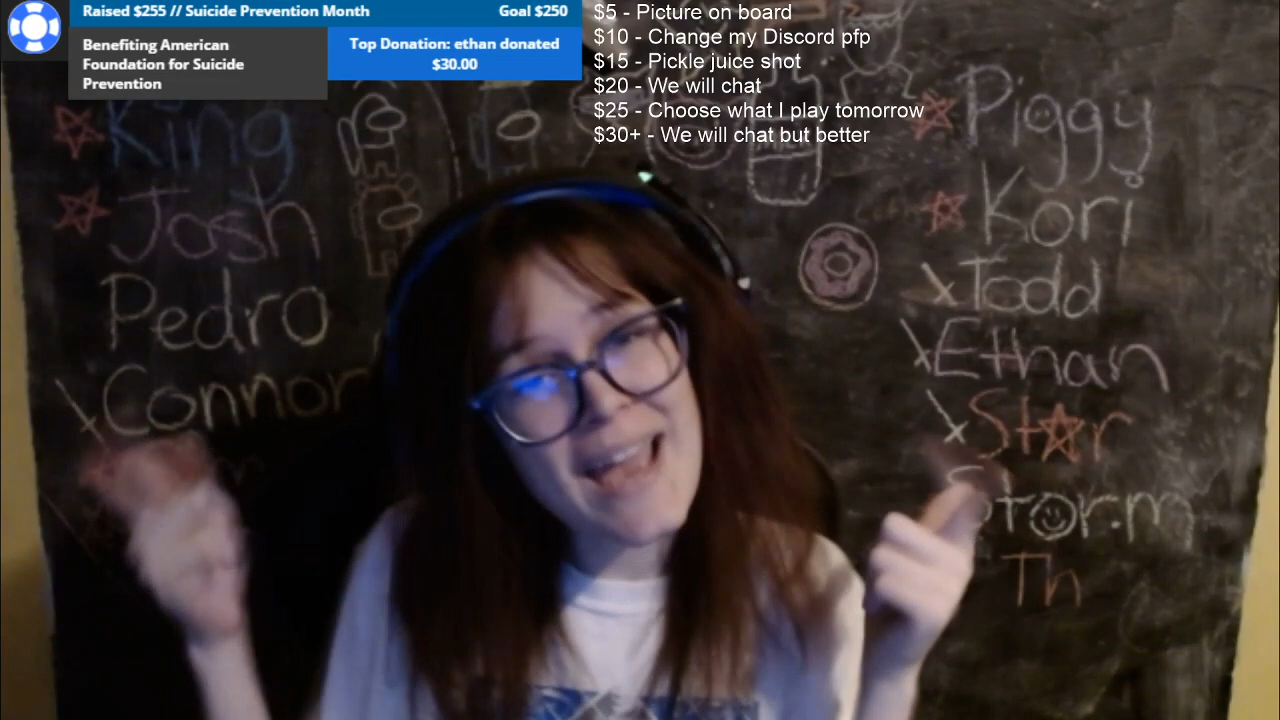 Raised $255 // Suicide Prevention Month
Goal $250
Benefiting American
Foundation for Suicide
Prevention
Top Donation: ethan donated
$30.00
$5 - Picture on board
$10 - Change my Discord pfp
$15 - Pickle juice shot
$20 - We will chat
$25 - Choose what I play tomorrow
$30+ - We will chat but better
King
Josh
Pedro
Connor
Piggy
Kori
Todd
Ethan
Star
Storm
Th